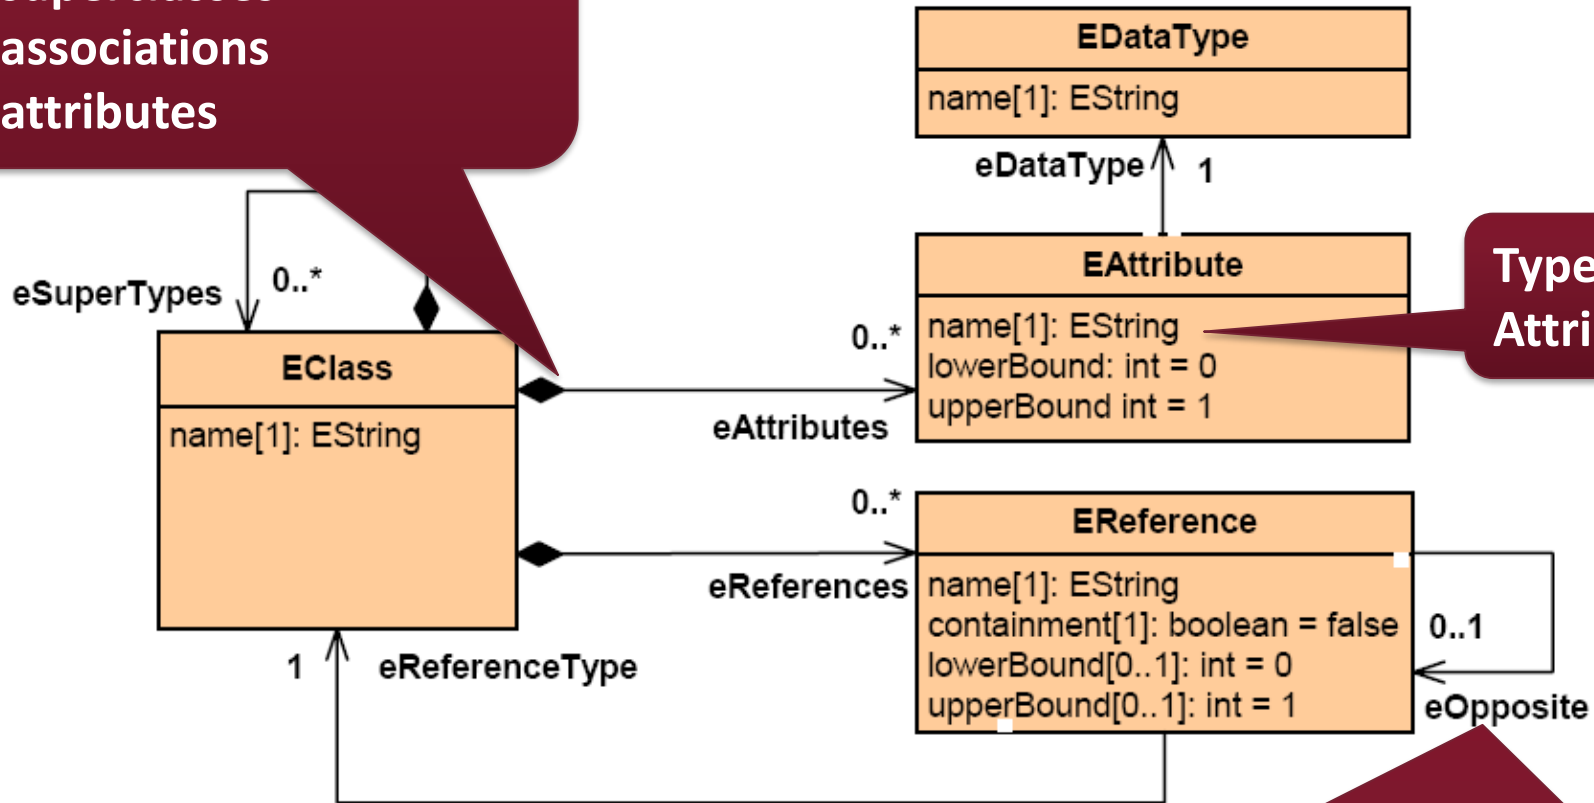 associations
attributes
EDataType
name[1]: EString
eDataType
1
eSuperTypes
0..*
EClass
name[1]: EString
0..*
eAttributes
EAttribute
name[1]: EString
lowerBound: int = 0
upperBound int = 1
Type
0..*
eReferences
EReference
name[1]: EString
containment[1]: boolean = false
lowerBound[0..1]: int = 0
upperBound[0..1]: int = 1
0..1
eOpposite
1
eReferenceType